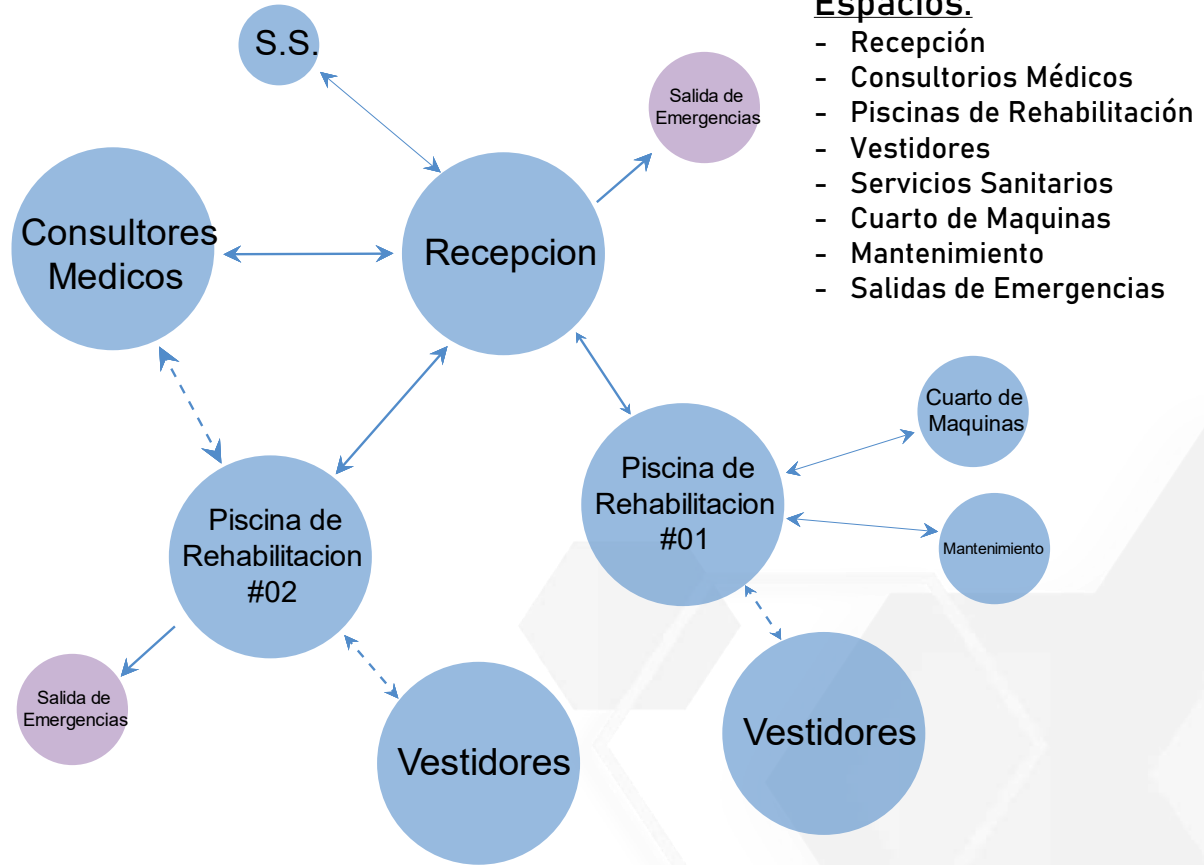 Espacios:
- Recepción
- Consultorios Médicos
- Piscinas de Rehabilitación
- Vestidores
- Servicios Sanitarios
- Cuarto de Maquinas
- Mantenimiento
- Salidas de Emergencias
S.S.
Salida de
Emergencias
Consultores
Medicos
Recepcion
Cuarto de
Maquinas
Piscina de
Rehabilitacion
#01
Mantenimiento
Piscina de
Rehabilitacion
#02
Salida de
Emergencias
Vestidores
Vestidores